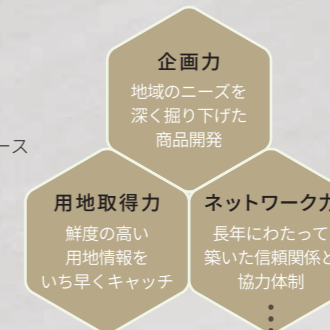 企画力
地域のニーズを
深く掘り下げた
商品開発
ース
用地取得力
鮮度の高い
用地情報を
いち早くキャッチ
ネットワークカ
長年にわたって
築いた信頼関係と
協力体制